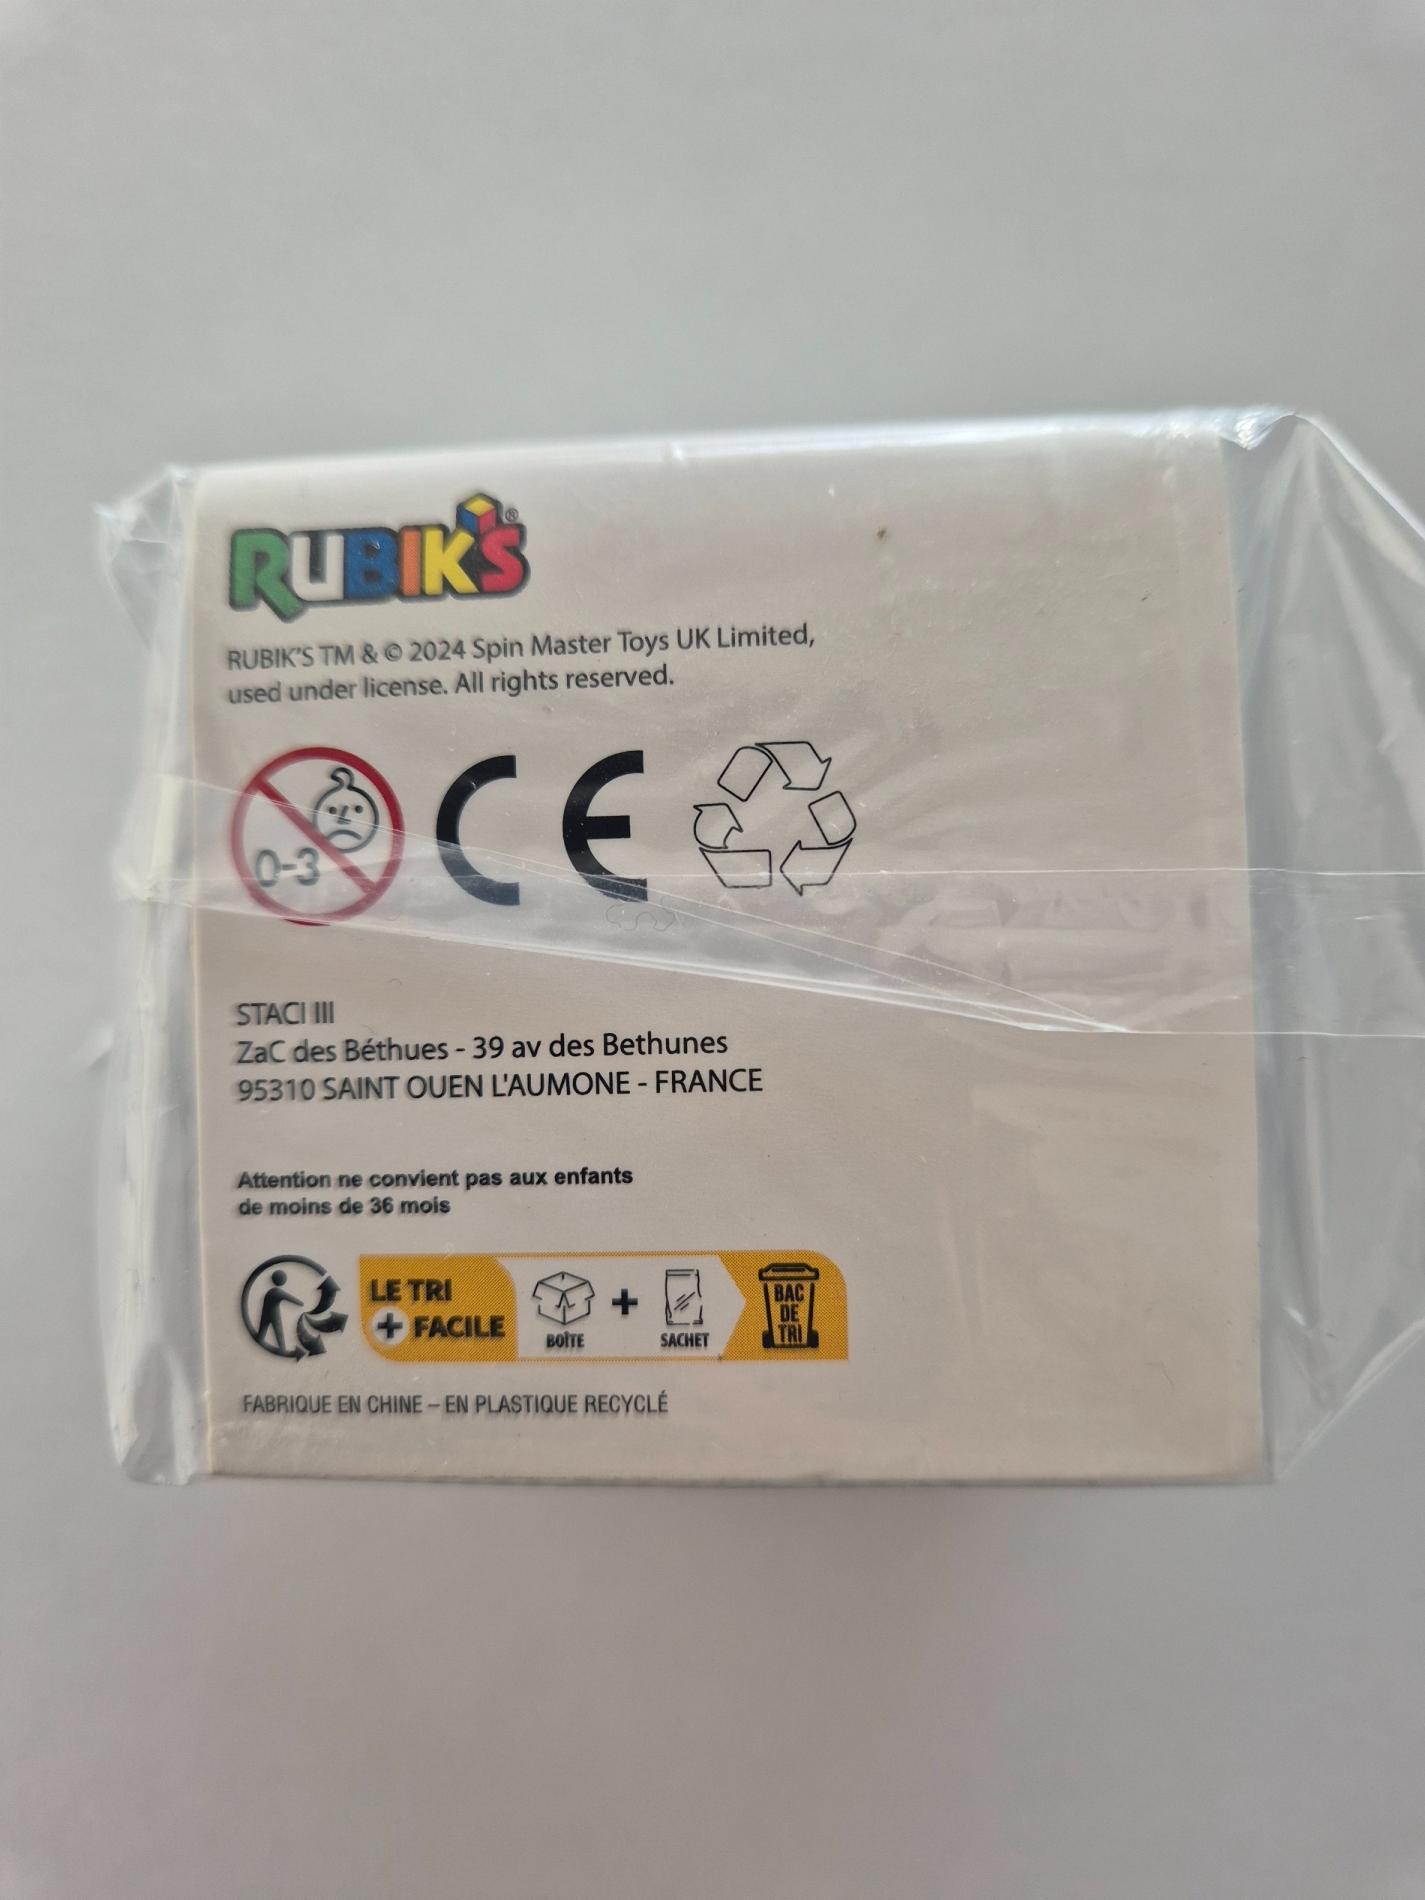 RUBIK'S®
RUBIK'S TM & © 2024 Spin Master Toys UK Limited,
used under license. All rights reserved.
0-3
CE
STACI III
ZaC des Béthues - 39 av des Bethunes
95310 SAINT OUEN L'AUMONE - FRANCE
Attention ne convient pas aux enfants
de moins de 36 mois
LE TRI
+ FACILE
BOÎTE
+
SACHET
BAC
DE
TRI
FABRIQUE EN CHINE – EN PLASTIQUE RECYCLÉ